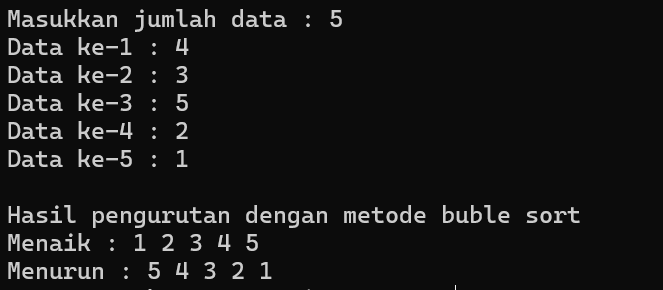 Masukkan jumlah data : 5
Data ke-1 : 4
Data ke-2 : 3
Data ke-3 : 5
Data ke-4 : 2
Data ke-5 : 1
Hasil pengurutan dengan metode buble sort
Menaik : 1 2 3 4 5
Menurun : 5 4 3 2 1